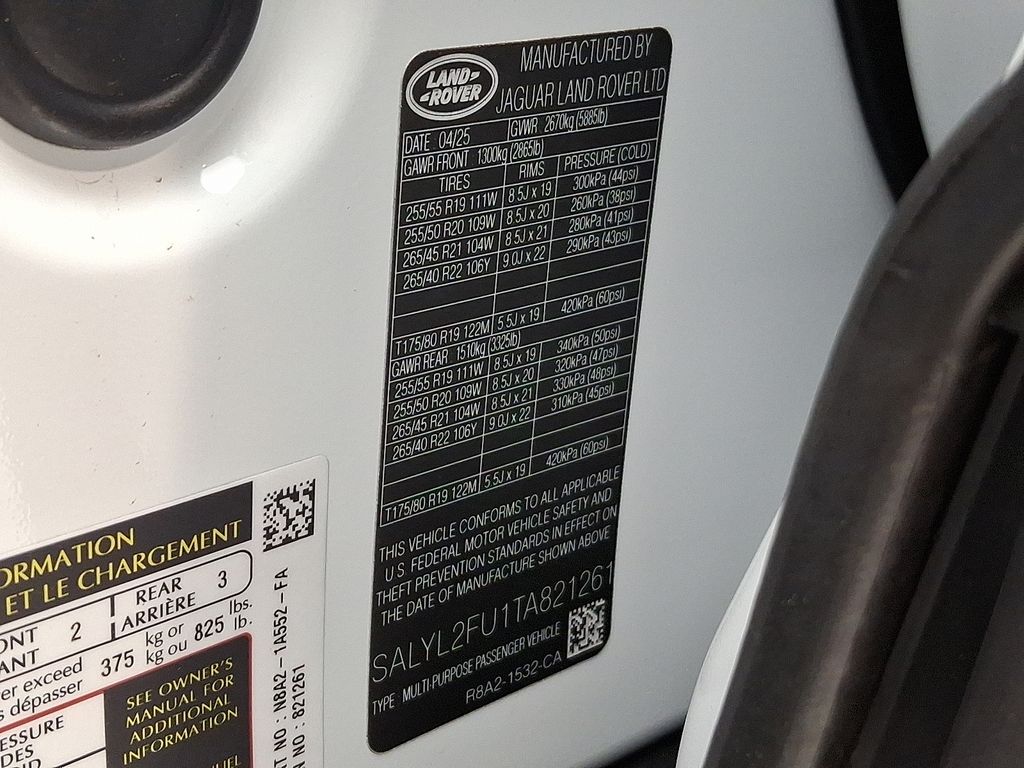 LAND-
-ROVER
MANUFACTURED BY
JAGUAR LAND ROVER LTD
DATE 04/25 GVWR 2670kg (5885lb)
GAWR FRONT 1300kg (2865lb)
TIRES RIMS PRESSURE (COLD)
255/55 R19 111W 8.5J x 19 300kPa (44psi)
255/50 R20 109W 8.5J x 20 260kPa (38psi)
265/45 R21 104W 8.5J x 21 280kPa (41psi)
265/40 R22 106Y 9.0J x 22 290kPa (43psi)
T175/80 R19 122M 5.5J x 19 420kPa (60psi)
GAWR REAR 1510kg (3325lb)
255/55 R19 111W 8.5J x 19 340kPa (50psi)
255/50 R20 109W 8.5J x 20 320kPa (47psi)
265/45 R21 104W 8.5J x 21 330kPa (48psi)
265/40 R22 106Y 9.0J x 22 310kPa (45psi)
T175/80 R19 122M 5.5J x 19 420kPa (60psi)
THIS VEHICLE CONFORMS TO ALL APPLICABLE
U.S. FEDERAL MOTOR VEHICLE SAFETY AND
THEFT PREVENTION STANDARDS IN EFFECT ON
THE DATE OF MANUFACTURE SHOWN ABOVE
SALYL2FU1TA821261
TYPE : MULTI-PURPOSE PASSENGER VEHICLE
R8A2-1532-CA
ORMATION
ET LE CHARGEMENT
ONT 2 REAR 3
ANT ARRIÈRE
er exceed 375 kg or 825 lbs.
s dépasser kg ou lb.
ESSURE
DES
SEE OWNER'S
MANUAL FOR
ADDITIONAL
INFORMATION
UEL
AT NO : N8A2-1A552-FA
N NO : 821261